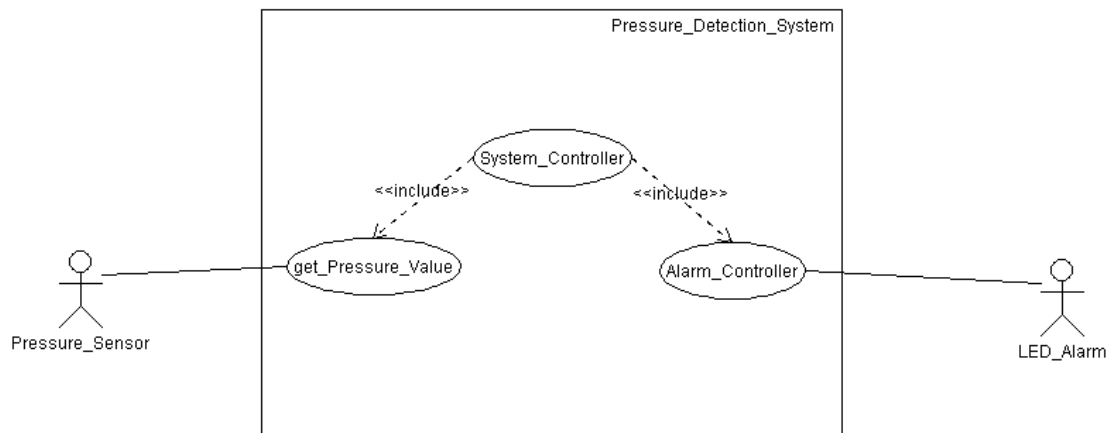 Pressure_Detection_System
System_Controller
<<include>>
<<include>>
get_Pressure_Value
Alarm_Controller
Pressure_Sensor
LED_Alarm